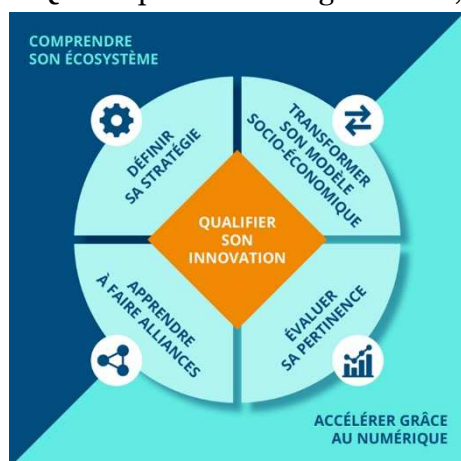 COMPRENDRE
SON ÉCOSYSTÈME
DÉFINIR
SA STRATÉGIE
TRANSFORMER
SON MODÈLE
SOCIO-ÉCONOMIQUE
QUALIFIER
SON
INNOVATION
APPRENDRE
À FAIRE ALLIANCES
ÉVALUER
SA PERTINENCE
ACCÉLÉRER GRÂCE
AU NUMÉRIQUE